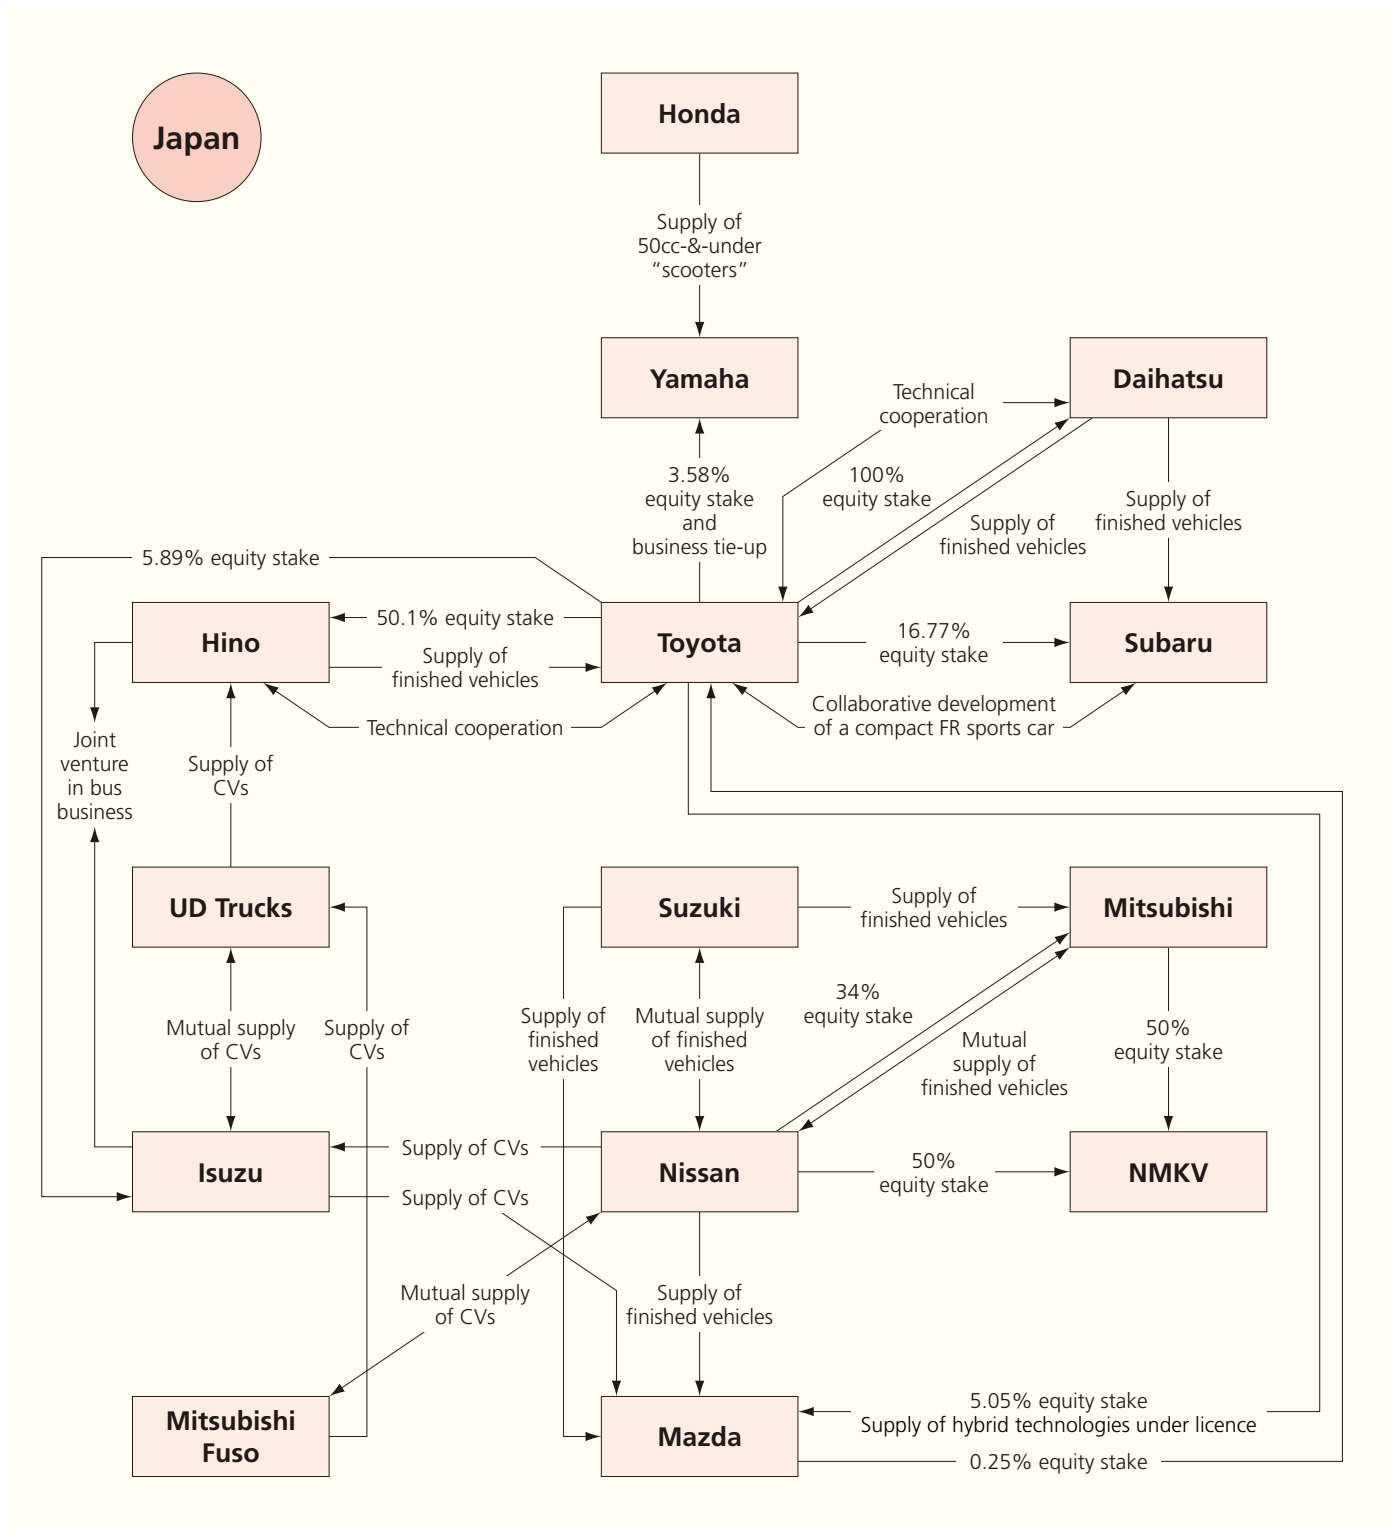 Japan
Honda
Supply of
50cc-&-under
“scooters”
Yamaha
Daihatsu
Technical
cooperation
3.58%
equity stake
and
business tie-up
100%
equity stake
Supply of
finished vehicles
Supply of
finished vehicles
5.89% equity stake
Hino
50.1% equity stake
Supply of
finished vehicles
Toyota
16.77%
equity stake
Subaru
Technical cooperation
Collaborative development
of a compact FR sports car
Joint
venture
in bus
business
Supply of
CVs
UD Trucks
Suzuki
Supply of
finished vehicles
Mitsubishi
Mutual supply
of CVs
Supply of
CVs
Supply of
finished
vehicles
Mutual supply
of finished
vehicles
34%
equity stake
Mutual
supply of
finished vehicles
50%
equity stake
Isuzu
Supply of CVs
Supply of CVs
Nissan
50%
equity stake
NMKV
Mutual supply
of CVs
Supply of
finished vehicles
Mitsubishi
Fuso
Mazda
5.05% equity stake
Supply of hybrid technologies under licence
0.25% equity stake